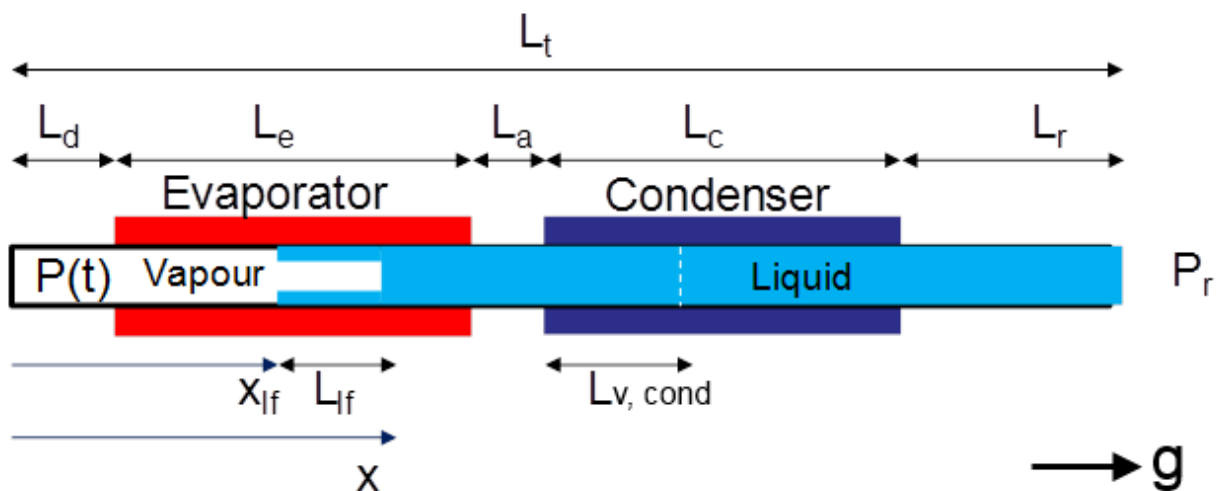 Lt
Ld Le La Lc Lr
Evaporator Condenser
P(t) Vapour Liquid Pr
xlf Llf Lv, cond
x g